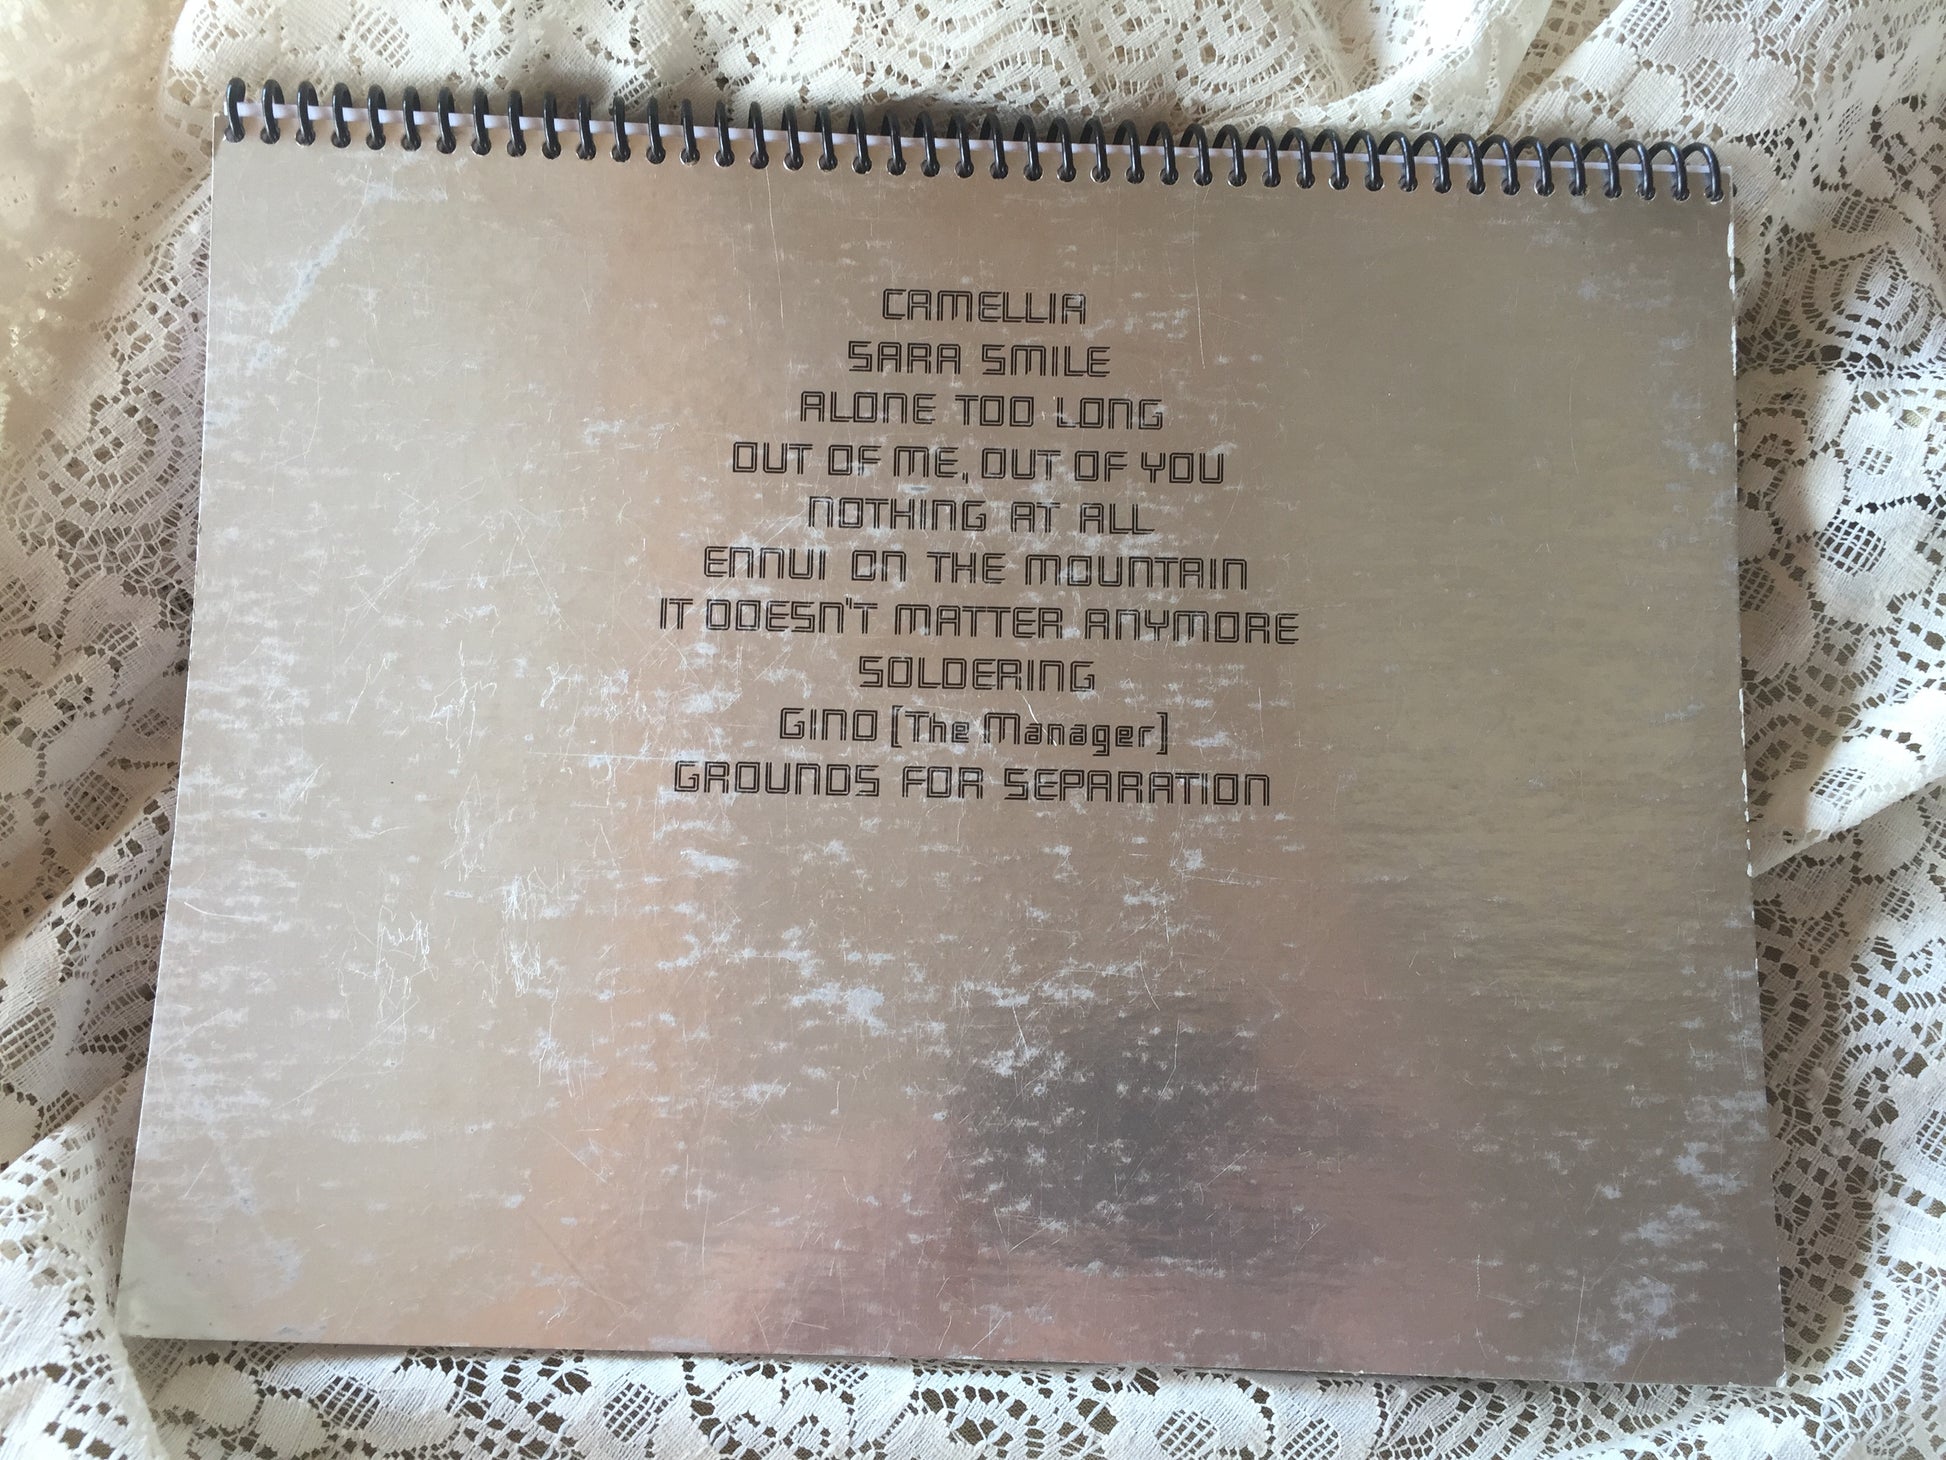 CAMELLIA
SARA SMILE
ALONE TOO LONG
OUT OF ME, OUT OF YOU
NOTHING AT ALL
ENNUI ON THE MOUNTAIN
IT DOESN'T MATTER ANYMORE
SOLDERING
GINO [The Manager]
GROUNDS FOR SEPARATION